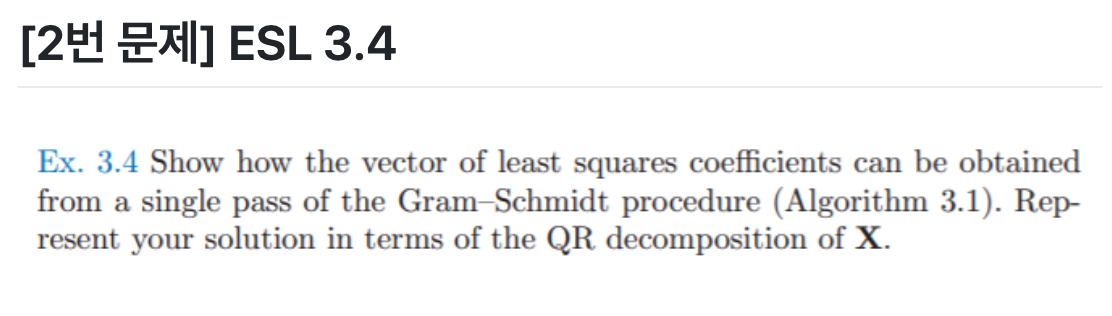 [2번 문제] ESL 3.4
Ex. 3.4 Show how the vector of least squares coefficients can be obtained
from a single pass of the Gram–Schmidt procedure (Algorithm 3.1). Rep-
resent your solution in terms of the QR decomposition of X.